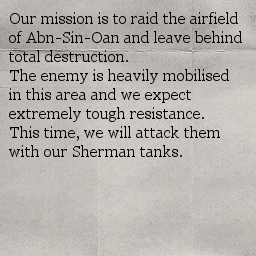 Our mission is to raid the airfield
of Abn-Sin-Oan and leave behind
total destruction.
The enemy is heavily mobilised
in this area and we expect
extremely tough resistance.
This time, we will attack them
with our Sherman tanks.